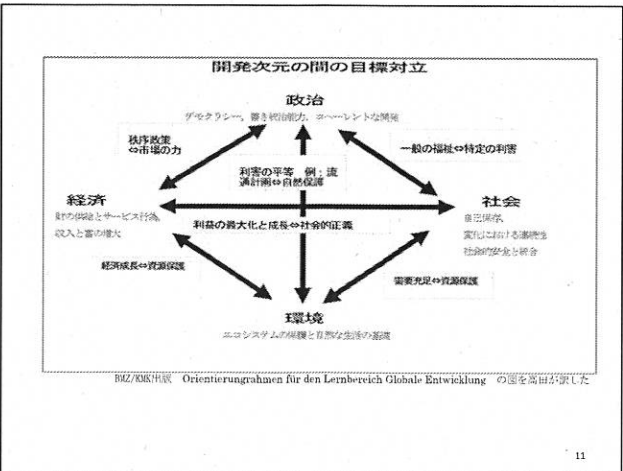 開発次元の間の目標対立
政治
デモクラシー、善き統治能力、コヘーレントな開発
秩序政策
⇔市場の力
一般の福祉⇔特定の利害
利害の平等 例:流
通計画⇔自然保護
経済
財の供給とサービス行為、
収入と富の増大
社会
自己保存、
変化における連続性
社会的安全と統合
利益の最大化と成長⇔社会的正義
経済成長⇔資源保護
需要充足⇔資源保護
環境
エコシステムの保護と自然な生活の基礎
BMZ/KMK出版 Orientierungrahmen für den Lernbereich Globale Entwicklung の図を高田が訳した
11